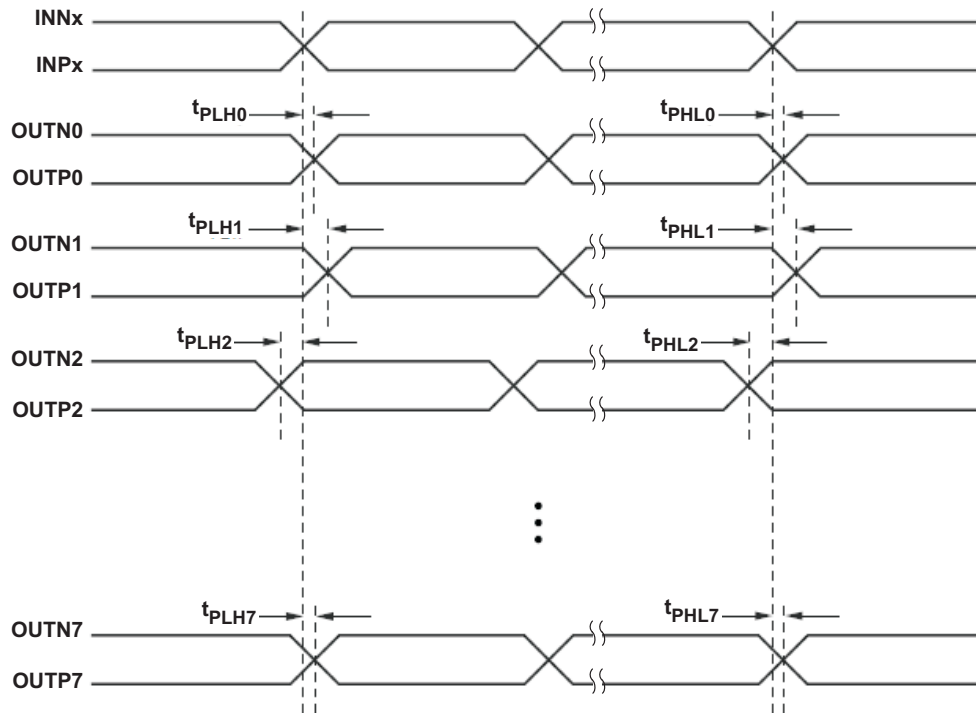 INNx
INPx
tPLH0 tPHL0
OUTN0
OUTP0
tPLH1 tPHL1
OUTN1
OUTP1
tPLH2 tPHL2
OUTN2
OUTP2
tPLH7 tPHL7
OUTN7
OUTP7